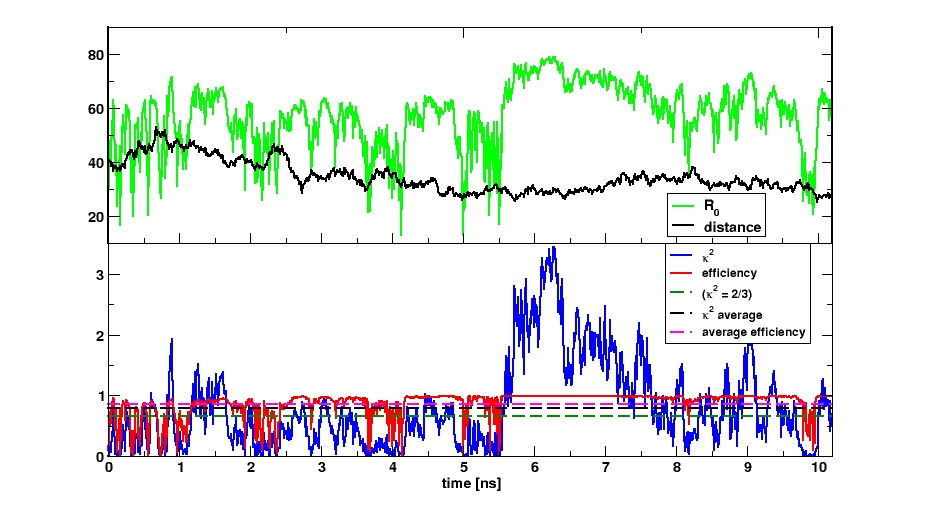 80
60
40
20
R₀
distance
3
2
1
0
κ²
efficiency
(κ² = 2/3)
κ² average
average efficiency
0 1 2 3 4 5 6 7 8 9 10
time [ns]